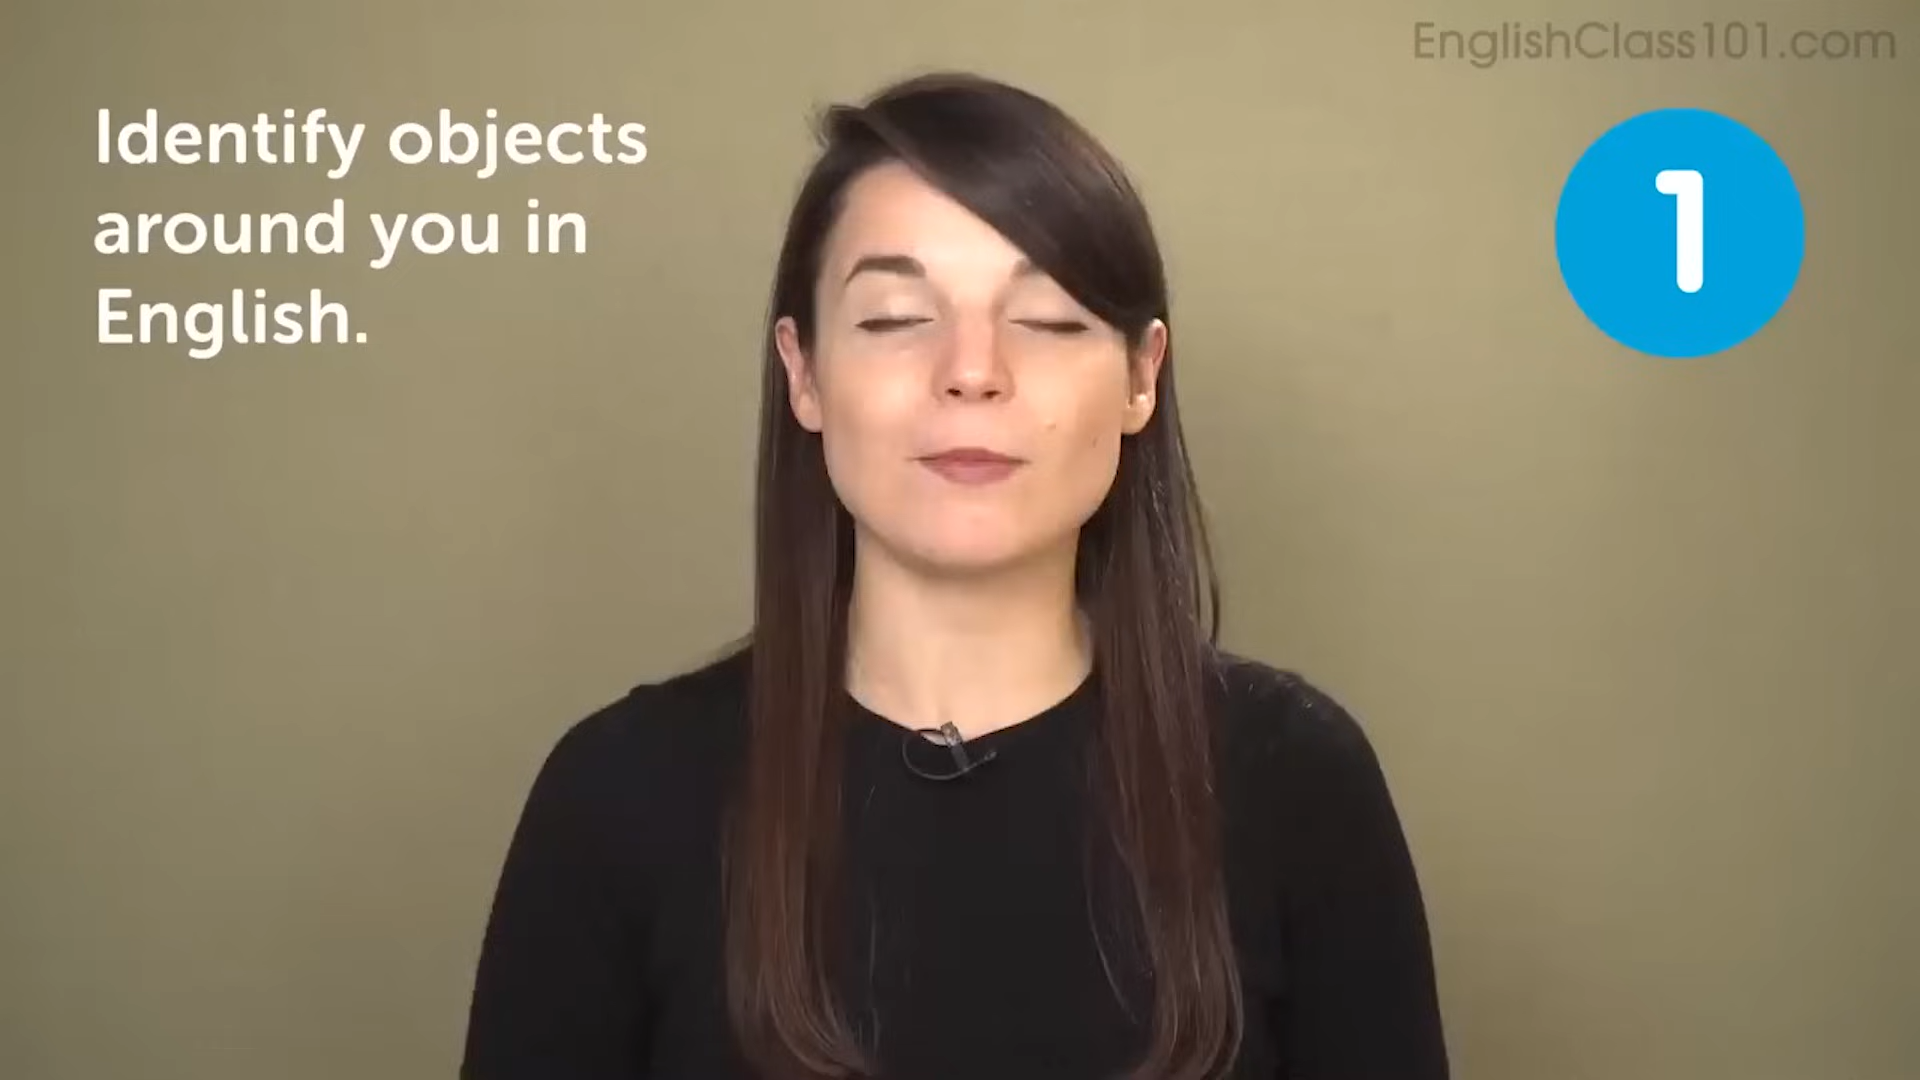 EnglishClass101.com
Identify objects
around you in
English.
1